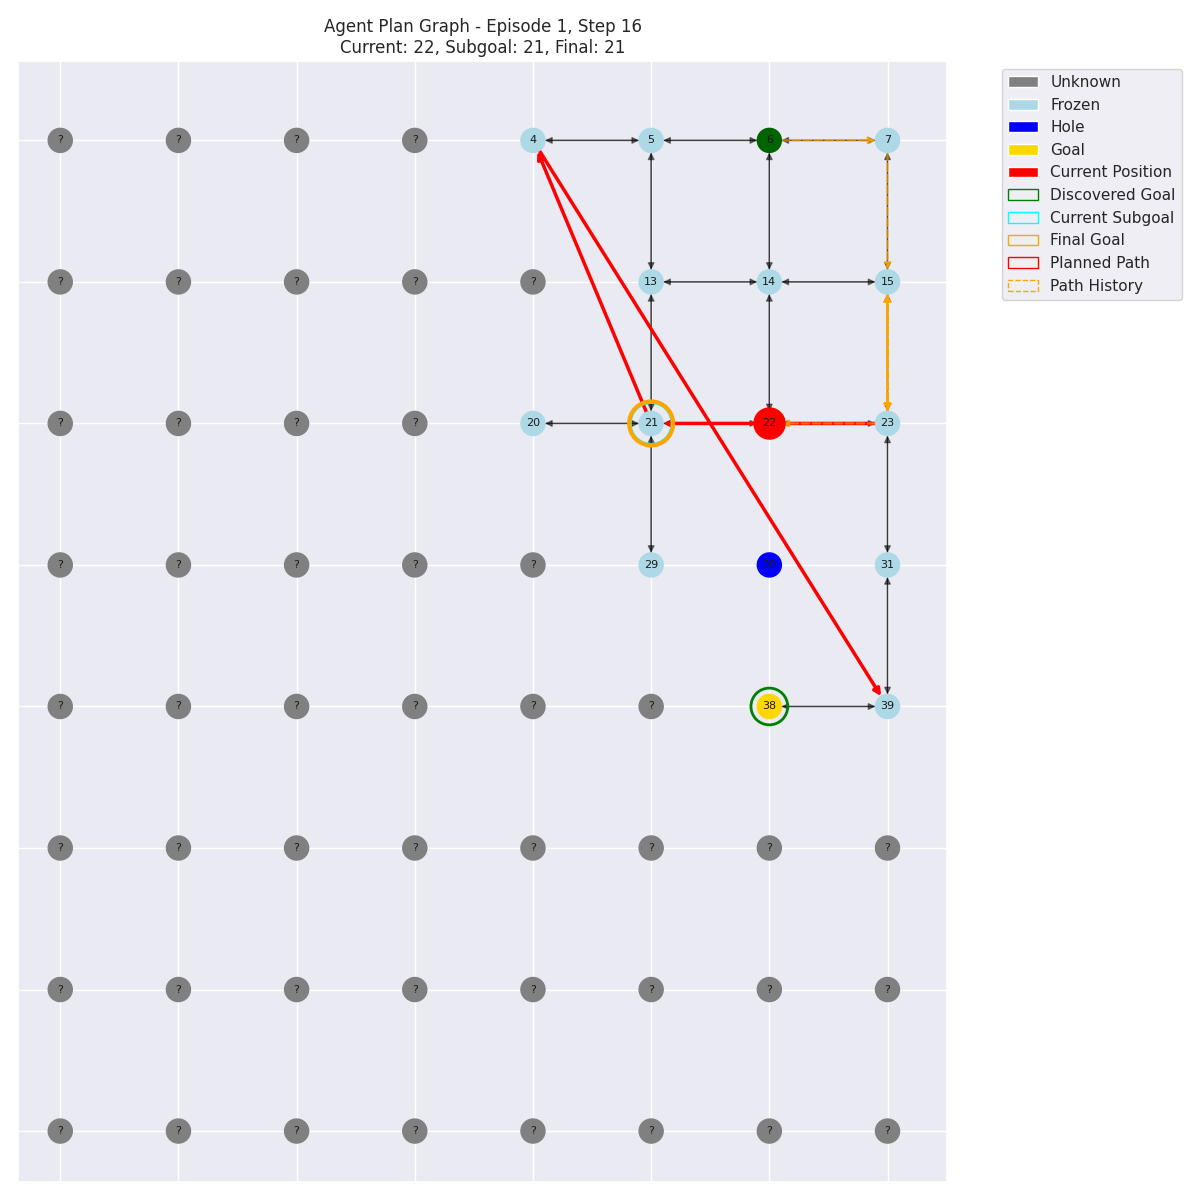 Agent Plan Graph - Episode 1, Step 16
Current: 22, Subgoal: 21, Final: 21
Unknown
Frozen
Hole
Goal
Current Position
Discovered Goal
Current Subgoal
Final Goal
Planned Path
Path History
? ? ? ? 4 5 6 7
? ? ? ? ? 13 14 15
? ? ? ? 20 21 22 23
? ? ? ? ? 29 30 31
? ? ? ? ? ? 38 39
? ? ? ? ? ? ? ?
? ? ? ? ? ? ? ?
? ? ? ? ? ? ? ?